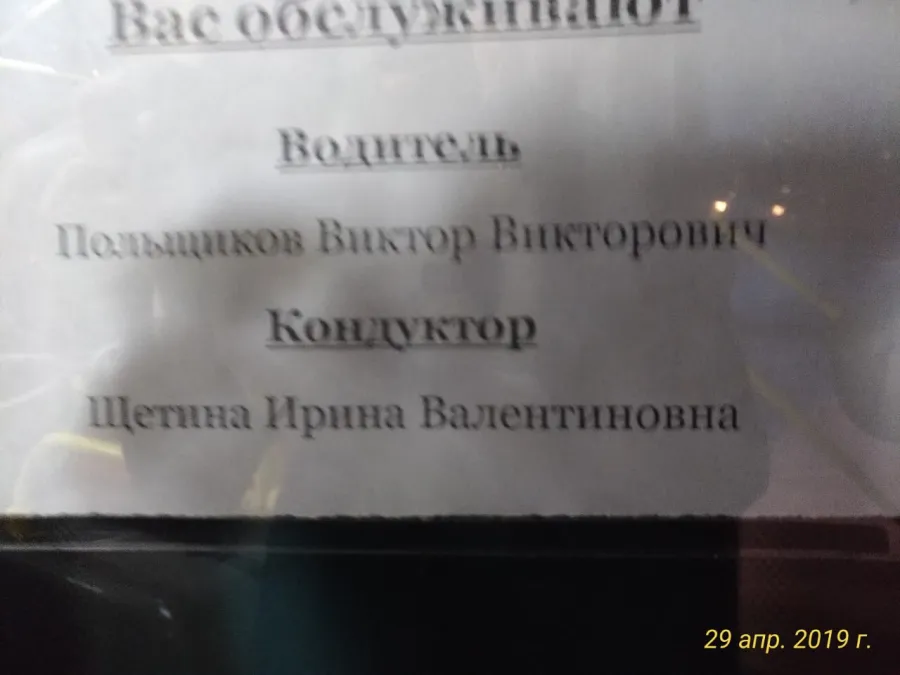 Вас обслуживают
Водитель
Польщиков Виктор Викторович
Кондуктор
Щетина Ирина Валентиновна
29 апр. 2019 г.